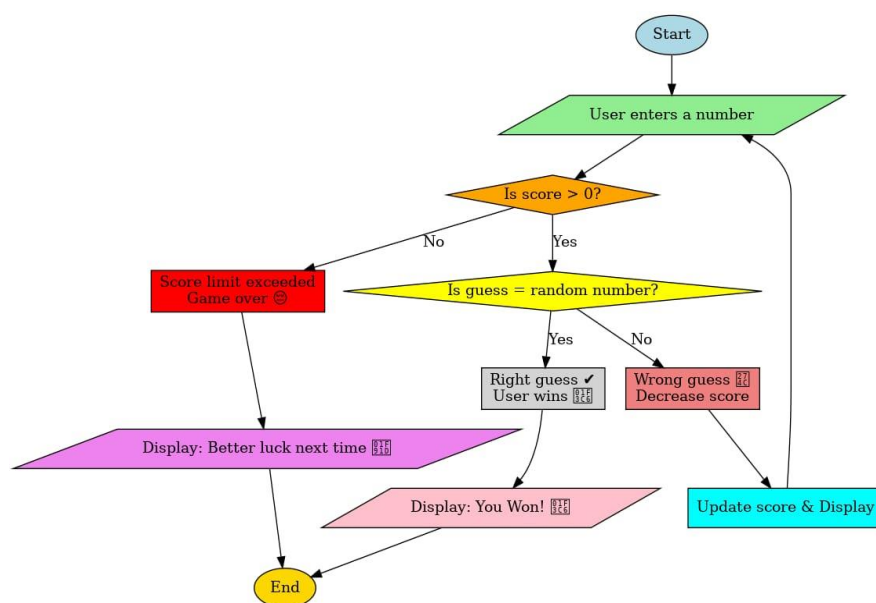 Start
User enters a number
Is score > 0?
No
Yes
Score limit exceeded
Game over 😔
Is guess = random number?
Yes
No
Right guess ✔
User wins
Wrong guess
Decrease score
Display: Better luck next time
Display: You Won!
Update score & Display
End